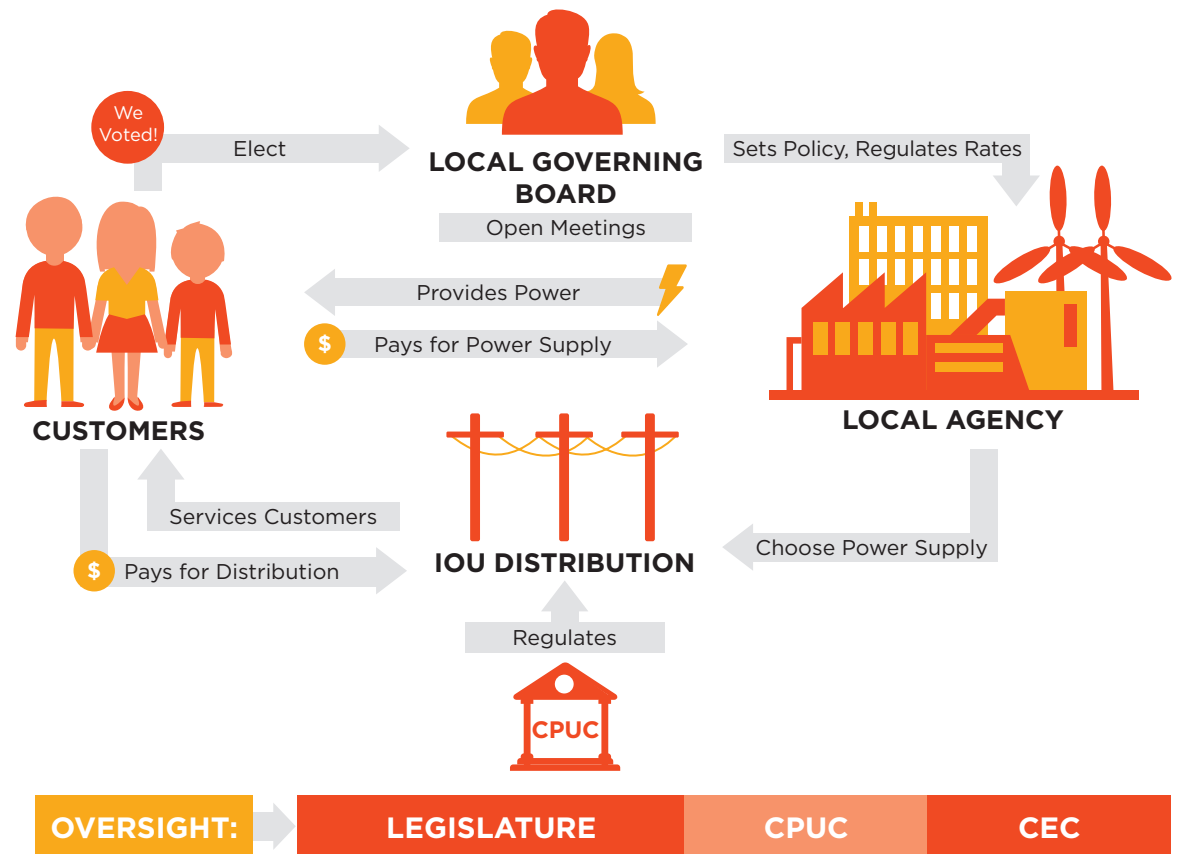 We
Voted!
Elect
LOCAL GOVERNING
BOARD
Open Meetings
Sets Policy, Regulates Rates
Provides Power
$ Pays for Power Supply
CUSTOMERS
LOCAL AGENCY
Services Customers
$ Pays for Distribution
IOU DISTRIBUTION
Choose Power Supply
Regulates
CPUC
OVERSIGHT: LEGISLATURE CPUC CEC